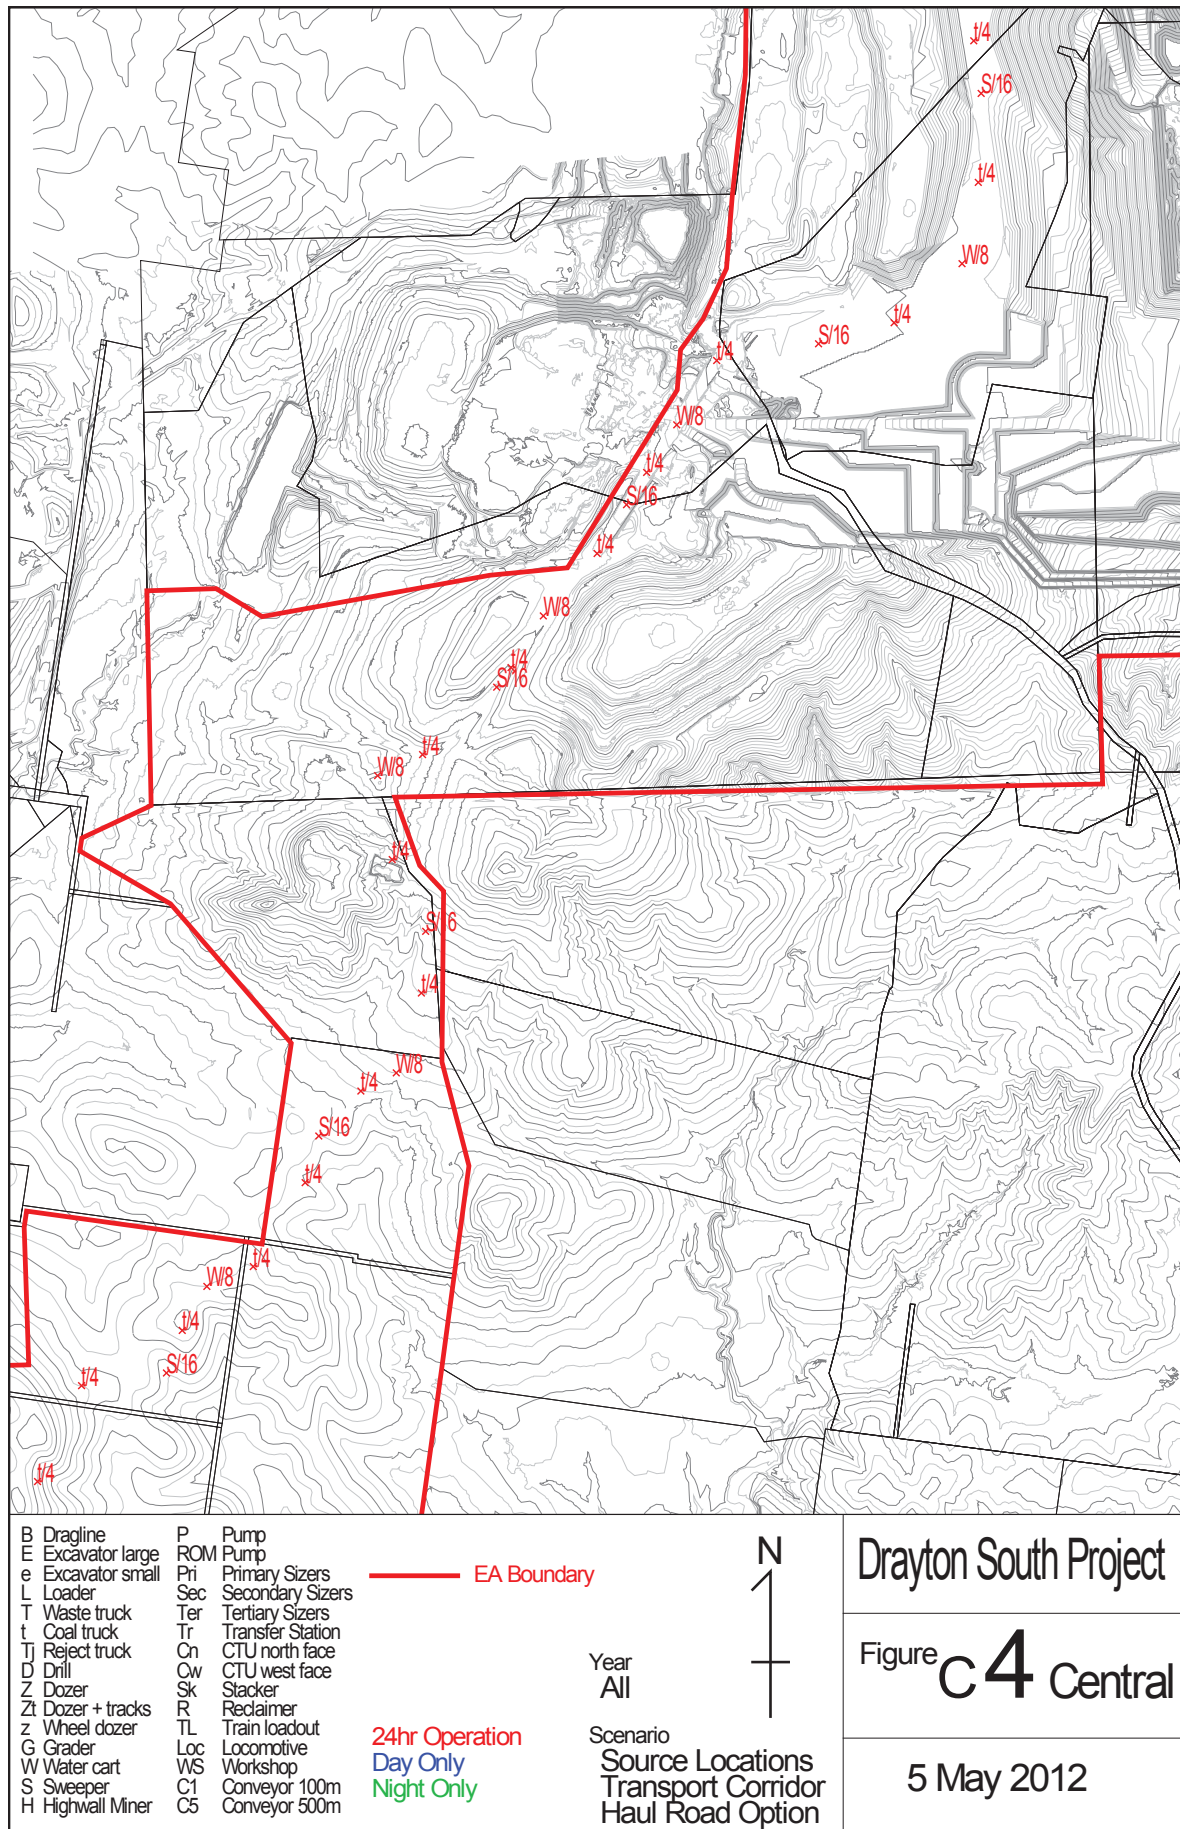 t/4
S/16
t/4
W/8
t/4
S/16
t/4
W/8
t/4
S/16
t/4
W/8
t/4
S/16
t/4
W/8
t/4
S/16
t/4
W/8
t/4
S/16
t/4
t/4
W/8
t/4
S/16
t/4
t/4
B Dragline
E Excavator large
e Excavator small
L Loader
T Waste truck
t Coal truck
Tj Reject truck
D Drill
Z Dozer
Zt Dozer + tracks
z Wheel dozer
G Grader
W Water cart
S Sweeper
H Highwall Miner
P Pump
ROM Pump
Pri Primary Sizers
Sec Secondary Sizers
Ter Tertiary Sizers
Tr Transfer Station
Cn CTU north face
Cw CTU west face
Sk Stacker
R Reclaimer
TL Train loadout
Loc Locomotive
WS Workshop
C1 Conveyor 100m
C5 Conveyor 500m
EA Boundary
24hr Operation
Day Only
Night Only
N
Year
All
Scenario
Source Locations
Transport Corridor
Haul Road Option
Drayton South Project
Figure C4 Central
5 May 2012